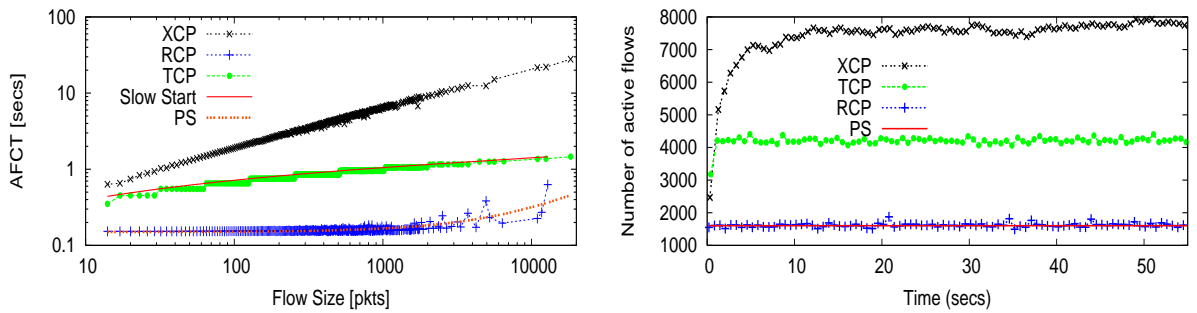 100
10
1
0.1
AFCT [secs]
10
100
1000
10000
Flow Size [pkts]
XCP
RCP
TCP
Slow Start
PS
8000
7000
6000
5000
4000
3000
2000
1000
Number of active flows
0
10
20
30
40
50
Time (secs)
XCP
TCP
RCP
PS